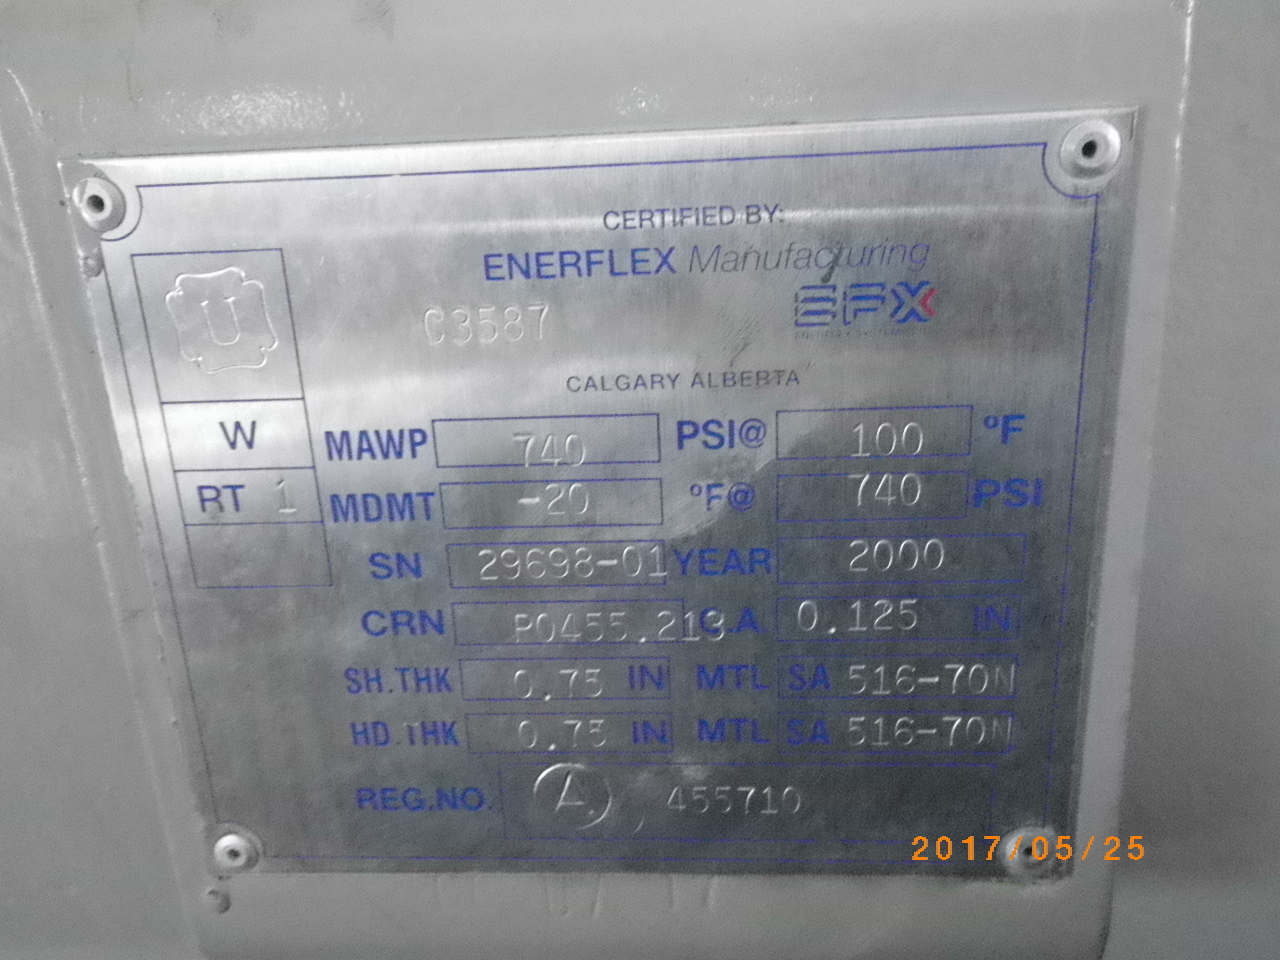 CERTIFIED BY:
ENERFLEX Manufacturing
U
C3587
EFX
CALGARY ALBERTA
W
MAWP 740 PSI@ 100 °F
RT 1
MDMT -20 °F@ 740 PSI
SN 29698-01 YEAR 2000
CRN P0455.213 C.A. 0.125 IN.
SH.THK 0.75 IN MTL SA 516-70N
HD.THK 0.75 IN MTL SA 516-70N
REG.NO. A 455710
2017/05/25